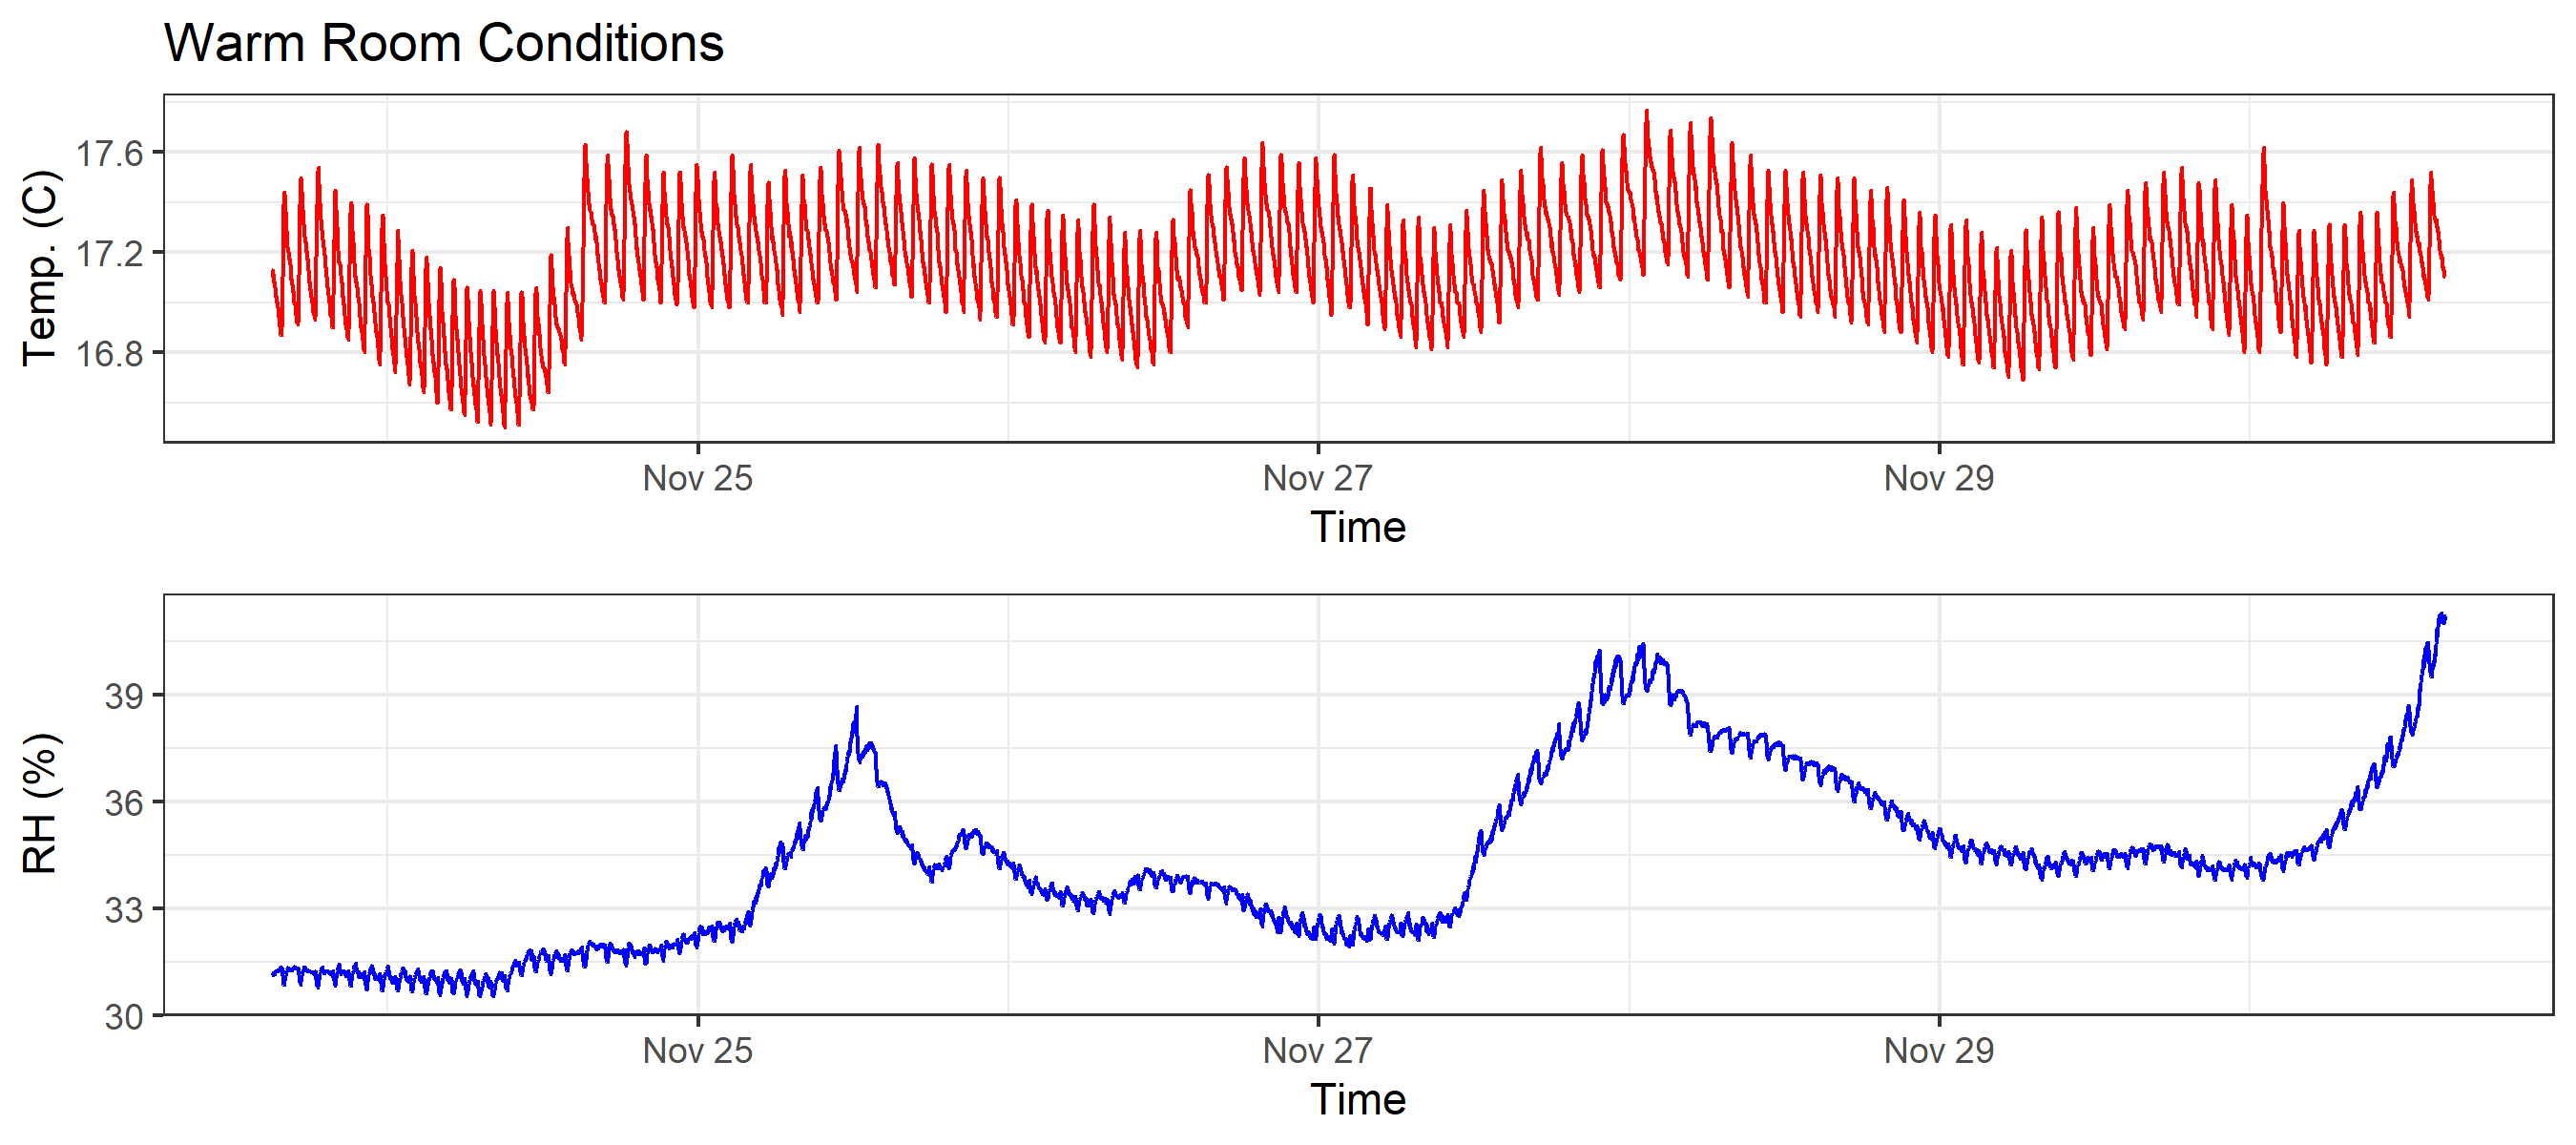 Warm Room Conditions
Temp. (C)
17.6
17.2
16.8
Nov 25 Nov 27 Nov 29
Time
RH (%)
39
36
33
30
Nov 25 Nov 27 Nov 29
Time